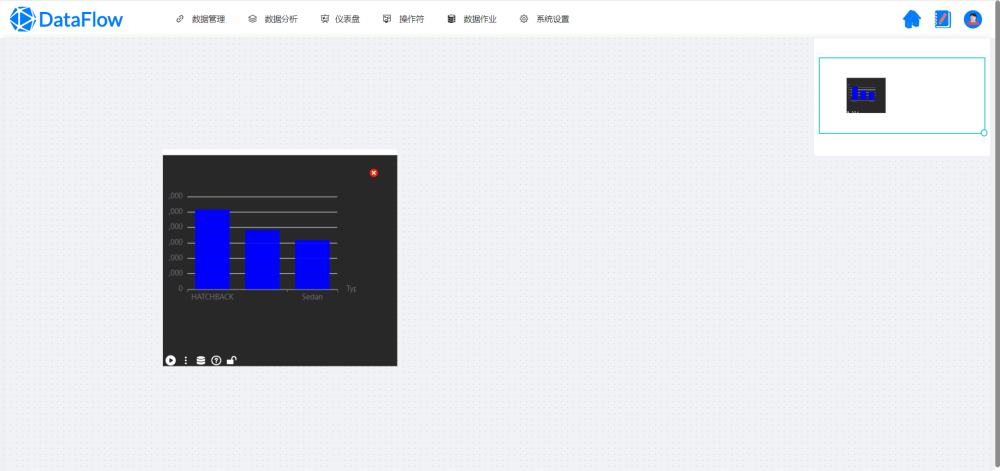 DataFlow
数据管理
数据分析
仪表盘
操作符
数据作业
系统设置
,000
,000
,000
,000
,000
,000
0
HATCHBACK
Sedan
Typ